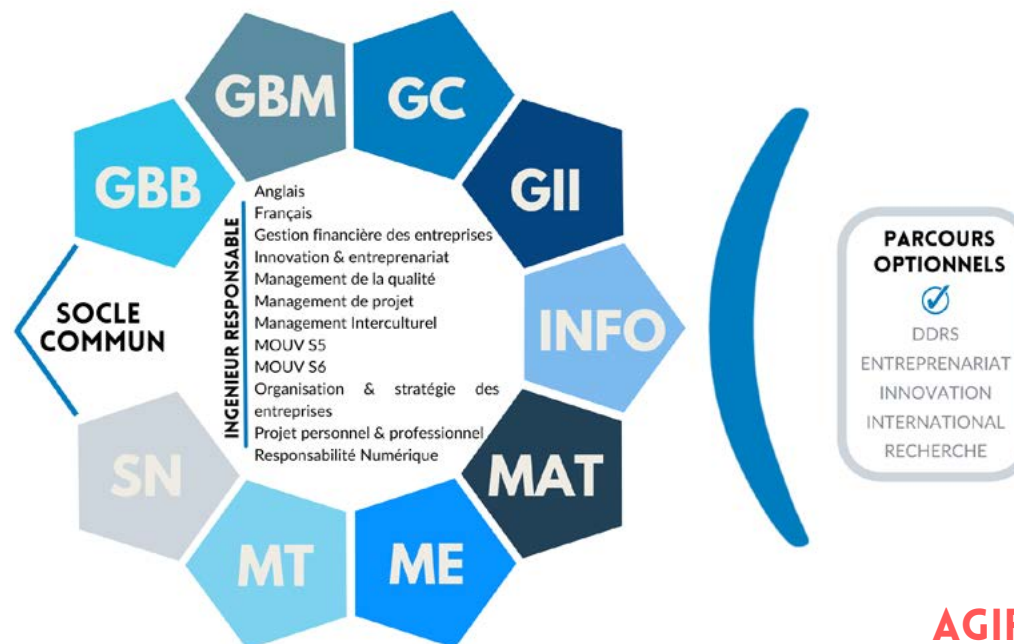 GBM
GC
GBB
GII
Anglais
Français
Gestion financière des entreprises
Innovation & entreprenariat
Management de la qualité
Management de projet
Management Interculturel
MOUV S5
MOUV S6
Organisation & stratégie des
entreprises
Projet personnel & professionnel
Responsabilité Numérique
INGENIEUR RESPONSABLE
SOCLE
COMMUN
INFO
SN
MAT
MT
ME
PARCOURS
OPTIONNELS
DDRS
ENTREPRENARIAT
INNOVATION
INTERNATIONAL
RECHERCHE